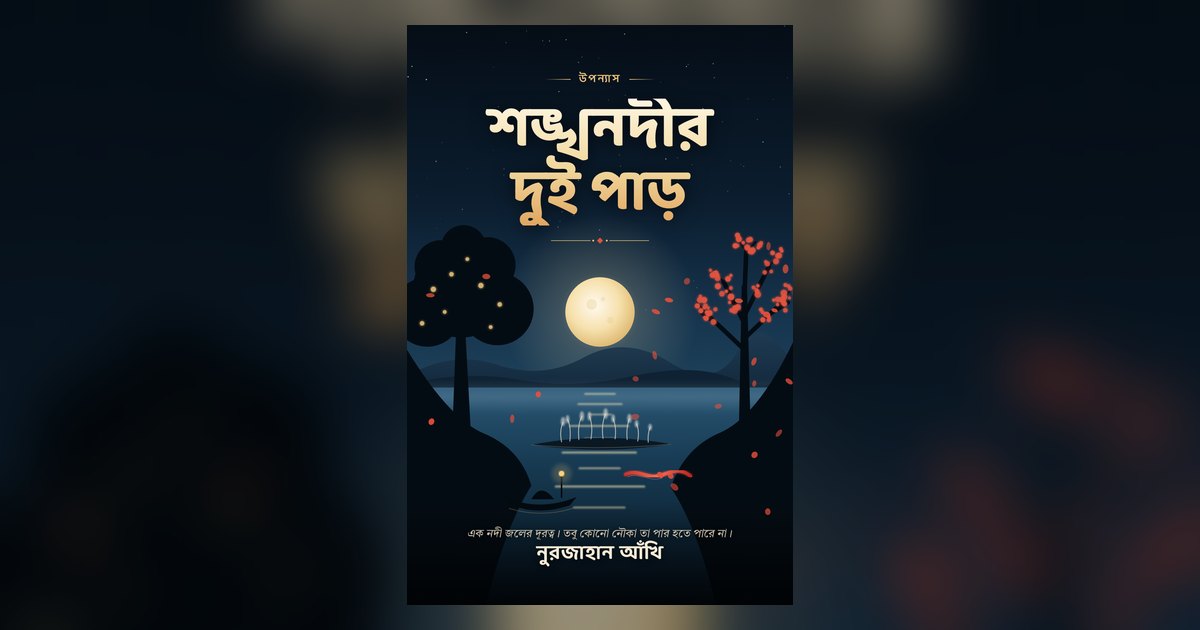 উপন্যাস
শঙ্খনদীর
দুই পাড়
এক নদী জলের দূরত্ব। তবু কোনো নৌকা তা পার হতে পারে না।
নুরজাহান আঁখি